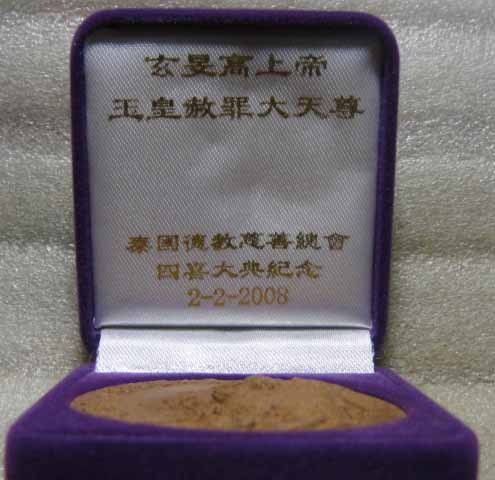 玄旻高上帝
玉皇赦罪大天尊
泰國德教慈善總會
四喜大典紀念
2-2-2008